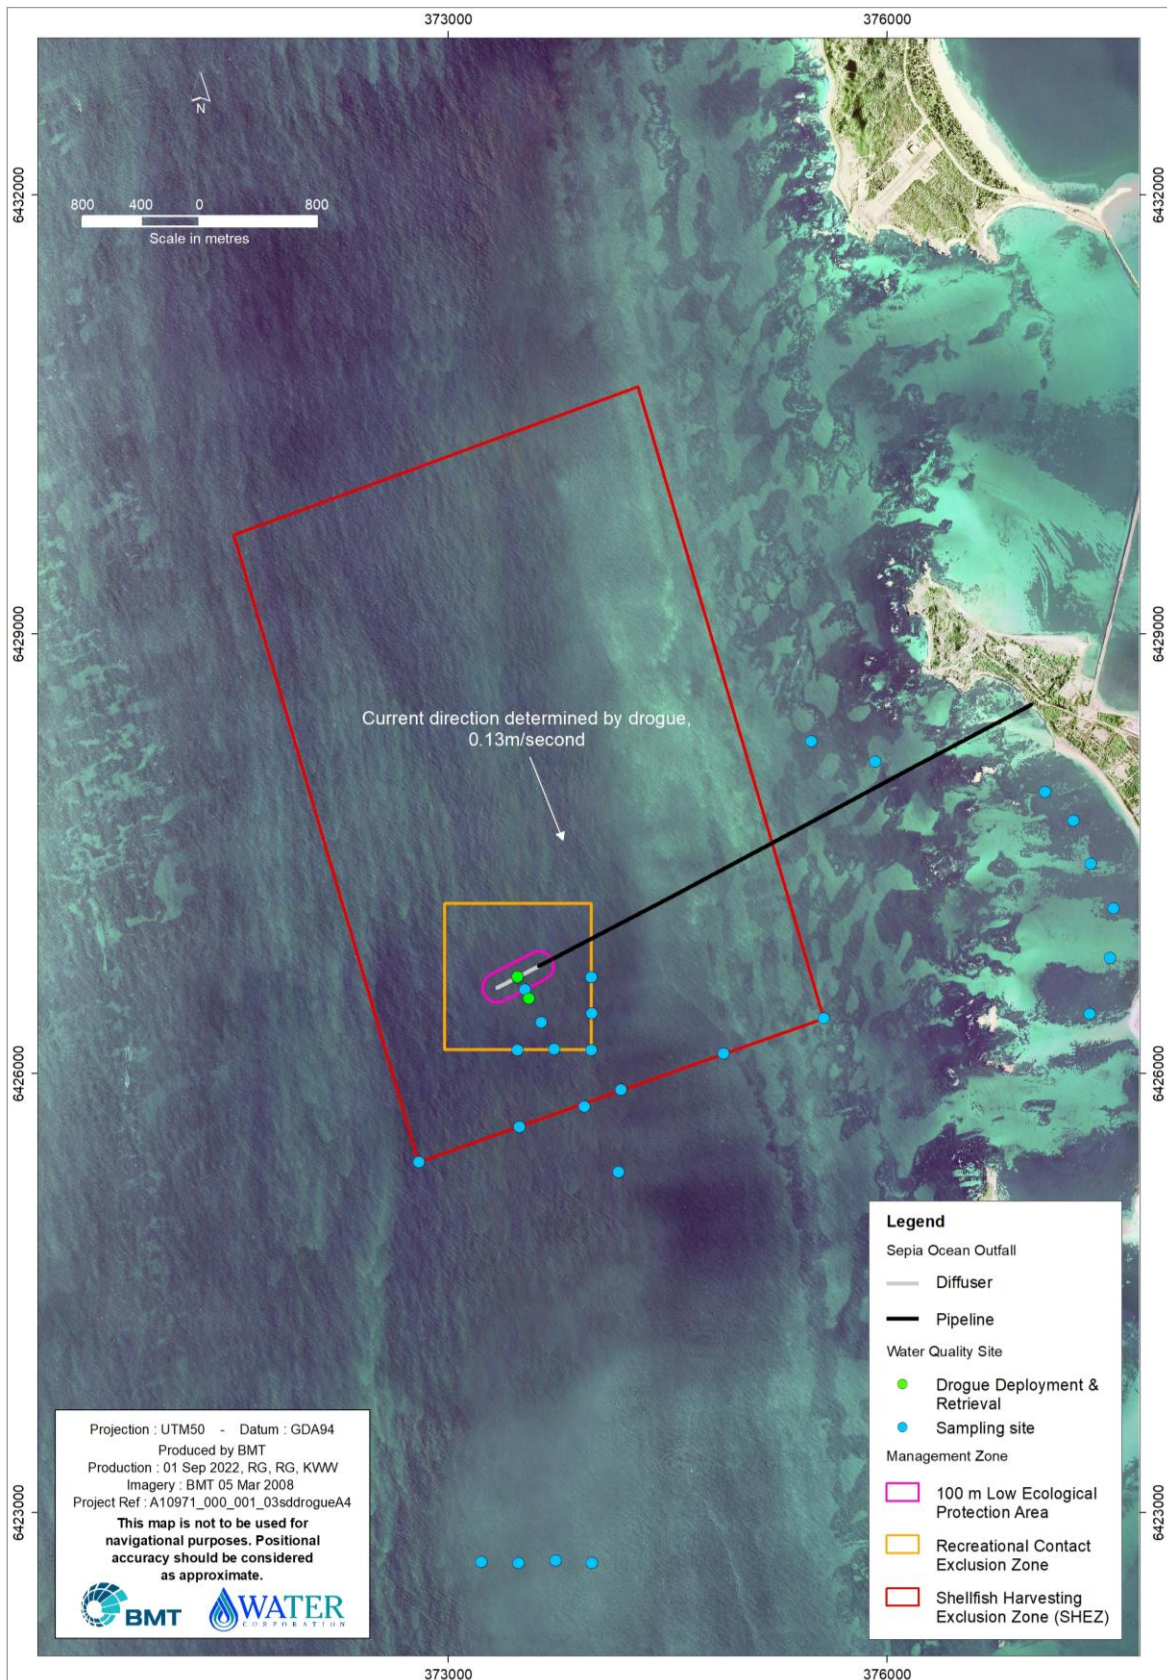 373000
376000
N
6432000
6432000
800 400 0 800
Scale in metres
6429000
6429000
Current direction determined by drogue,
0.13m/second
6426000
6426000
Legend
Sepia Ocean Outfall
Diffuser
Pipeline
Water Quality Site
Drogue Deployment &
Retrieval
Sampling site
Management Zone
100 m Low Ecological
Protection Area
Recreational Contact
Exclusion Zone
Shellfish Harvesting
Exclusion Zone (SHEZ)
Projection : UTM50 - Datum : GDA94
Produced by BMT
Production : 01 Sep 2022, RG, RG, KWW
Imagery : BMT 05 Mar 2008
Project Ref : A10971_000_001_03sddrogueA4
This map is not to be used for
navigational purposes. Positional
accuracy should be considered
as approximate.
BMT
WATER
CORPORATION
6423000
6423000
373000
376000